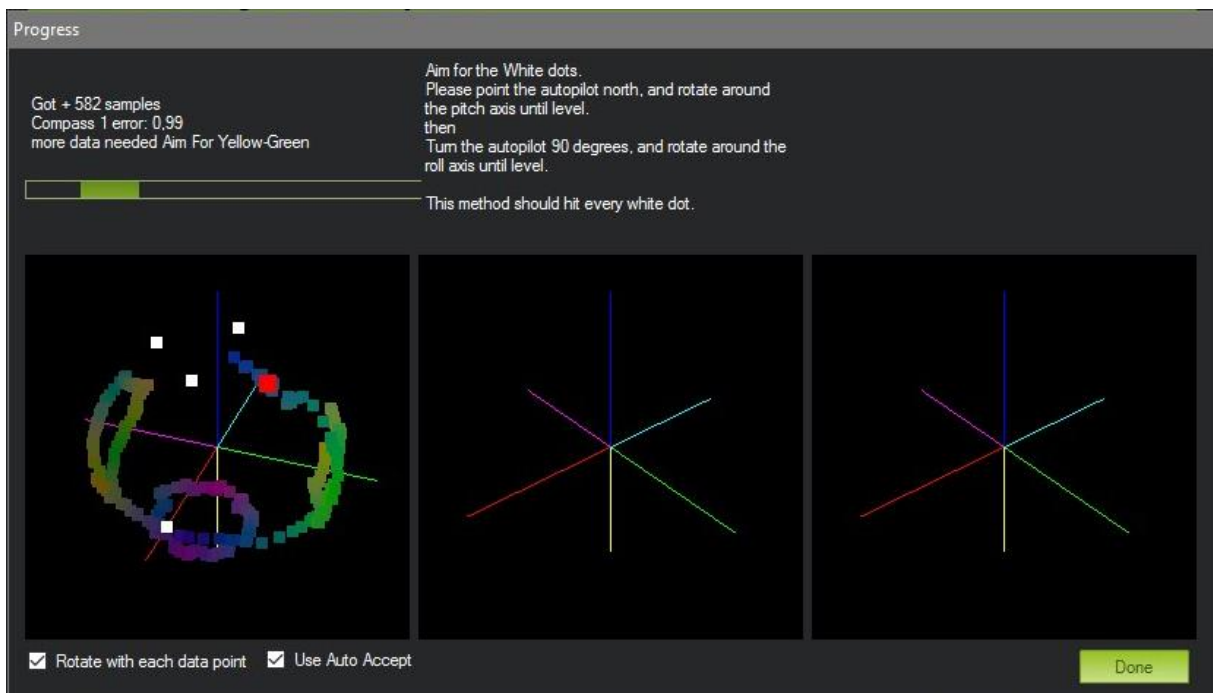 Progress
Got + 582 samples
Compass 1 error: 0,99
more data needed Aim For Yellow-Green
Aim for the White dots.
Please point the autopilot north, and rotate around
the pitch axis until level.
then
Turn the autopilot 90 degrees, and rotate around the
roll axis until level.
This method should hit every white dot.
Rotate with each data point
Use Auto Accept
Done